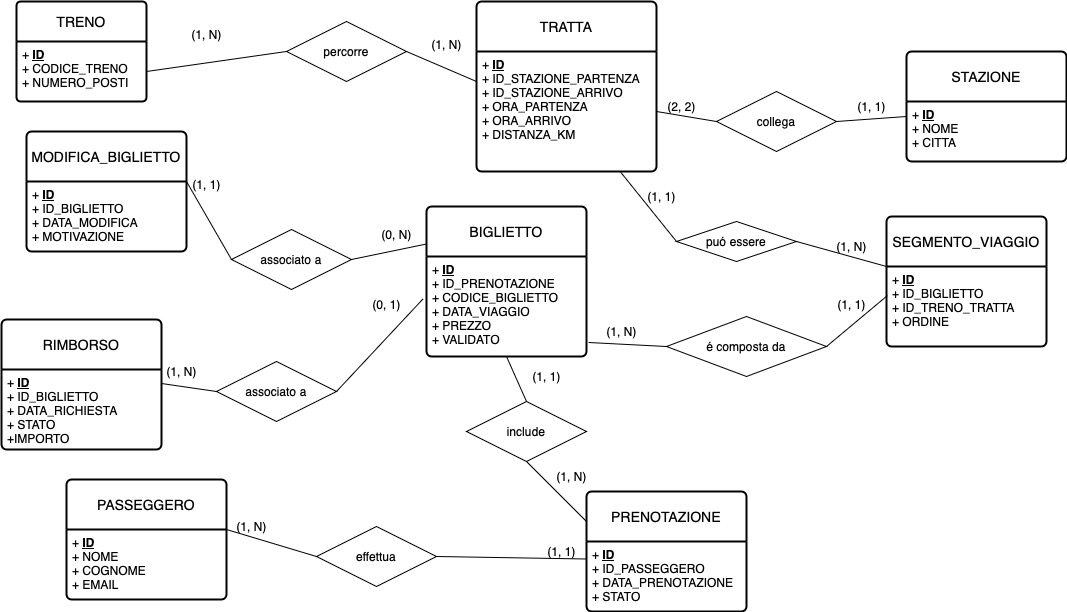 TRENO
+ ID
+ CODICE_TRENO
+ NUMERO_POSTI
(1, N)
percorre
(1, N)
TRATTA
+ ID
+ ID_STAZIONE_PARTENZA
+ ID_STAZIONE_ARRIVO
+ ORA_PARTENZA
+ ORA_ARRIVO
+ DISTANZA_KM
(2, 2)
collega
(1, 1)
STAZIONE
+ ID
+ NOME
+ CITTA
MODIFICA_BIGLIETTO
+ ID
+ ID_BIGLIETTO
+ DATA_MODIFICA
+ MOTIVAZIONE
(1, 1)
associato a
(0, N)
BIGLIETTO
+ ID
+ ID_PRENOTAZIONE
+ CODICE_BIGLIETTO
+ DATA_VIAGGIO
+ PREZZO
+ VALIDATO
(1, 1)
puó essere
(1, N)
SEGMENTO_VIAGGIO
+ ID
+ ID_BIGLIETTO
+ ID_TRENO_TRATTA
+ ORDINE
(1, N)
é composta da
(1, 1)
RIMBORSO
+ ID
+ ID_BIGLIETTO
+ DATA_RICHIESTA
+ STATO
+IMPORTO
(1, N)
associato a
(0, 1)
(1, 1)
include
(1, N)
PASSEGGERO
+ ID
+ NOME
+ COGNOME
+ EMAIL
(1, N)
effettua
(1, 1)
PRENOTAZIONE
+ ID
+ ID_PASSEGGERO
+ DATA_PRENOTAZIONE
+ STATO